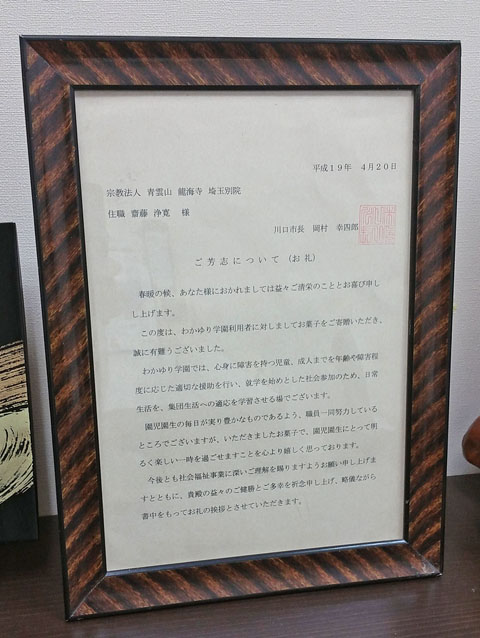 平成19年 4月20日
宗教法人 青雲山 龍海寺 埼玉別院
住職 齋藤 浄寛 様
川口市長 岡村 幸四郎
ご芳志について（お礼）
春暖の候、あなた様におかれましては益々ご清栄のこととお喜び申し
し上げます。
この度は、わかゆり学園利用者に対しましてお菓子をご寄贈いただき、
誠に有難うございました。
わかゆり学園では、心身に障害を持つ児童、成人までを年齢や障害程
度に応じた適切な援助を行い、就学を始めとした社会参加のため、日常
生活を、集団生活への適応を学習させる場でございます。
園児園生の毎日が実り豊かなものであるよう、職員一同努力している
ところでございますが、いただきましたお菓子で、園児園生にとって明
るく楽しい一時を過ごせますことを心より嬉しく思っております。
今後とも社会福祉事業に深いご理解を賜りますようお願い申し上げま
すとともに、貴殿の益々のご健勝とご多幸を祈念申し上げ、略儀ながら
書中をもってお礼の挨拶とさせていただきます。